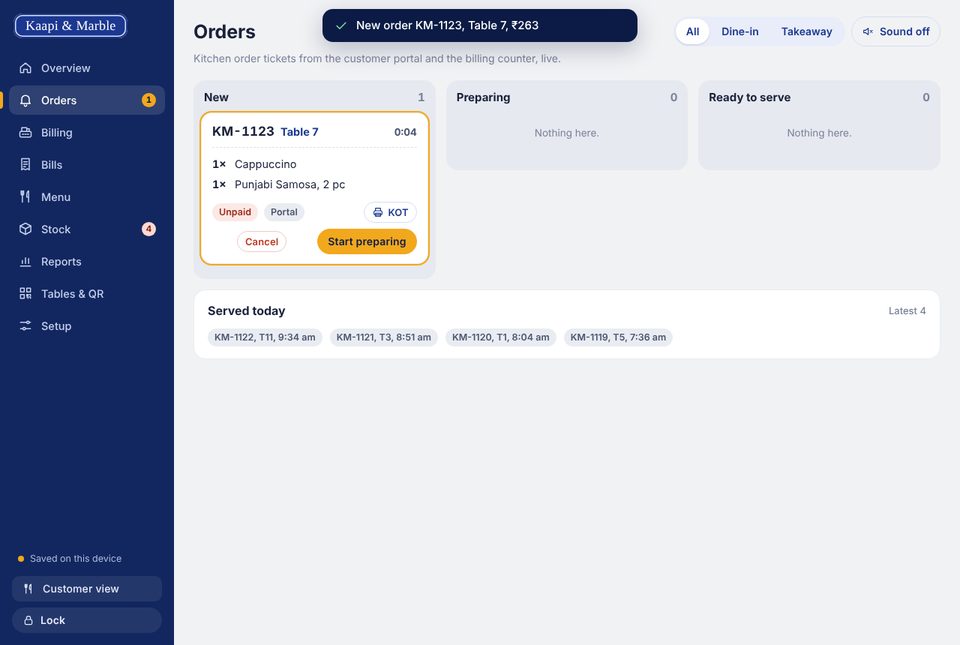 Kaapi & Marble
Overview
Orders 1
Billing
Bills
Menu
Stock 4
Reports
Tables & QR
Setup
Saved on this device
Customer view
Lock
New order KM-1123, Table 7, ₹263
Orders
All Dine-in Takeaway Sound off
Kitchen order tickets from the customer portal and the billing counter, live.
New 1
KM-1123 Table 7 0:04
1× Cappuccino
1× Punjabi Samosa, 2 pc
Unpaid Portal KOT
Cancel Start preparing
Preparing 0
Nothing here.
Ready to serve 0
Nothing here.
Served today Latest 4
KM-1122, T11, 9:34 am KM-1121, T3, 8:51 am KM-1120, T1, 8:04 am KM-1119, T5, 7:36 am